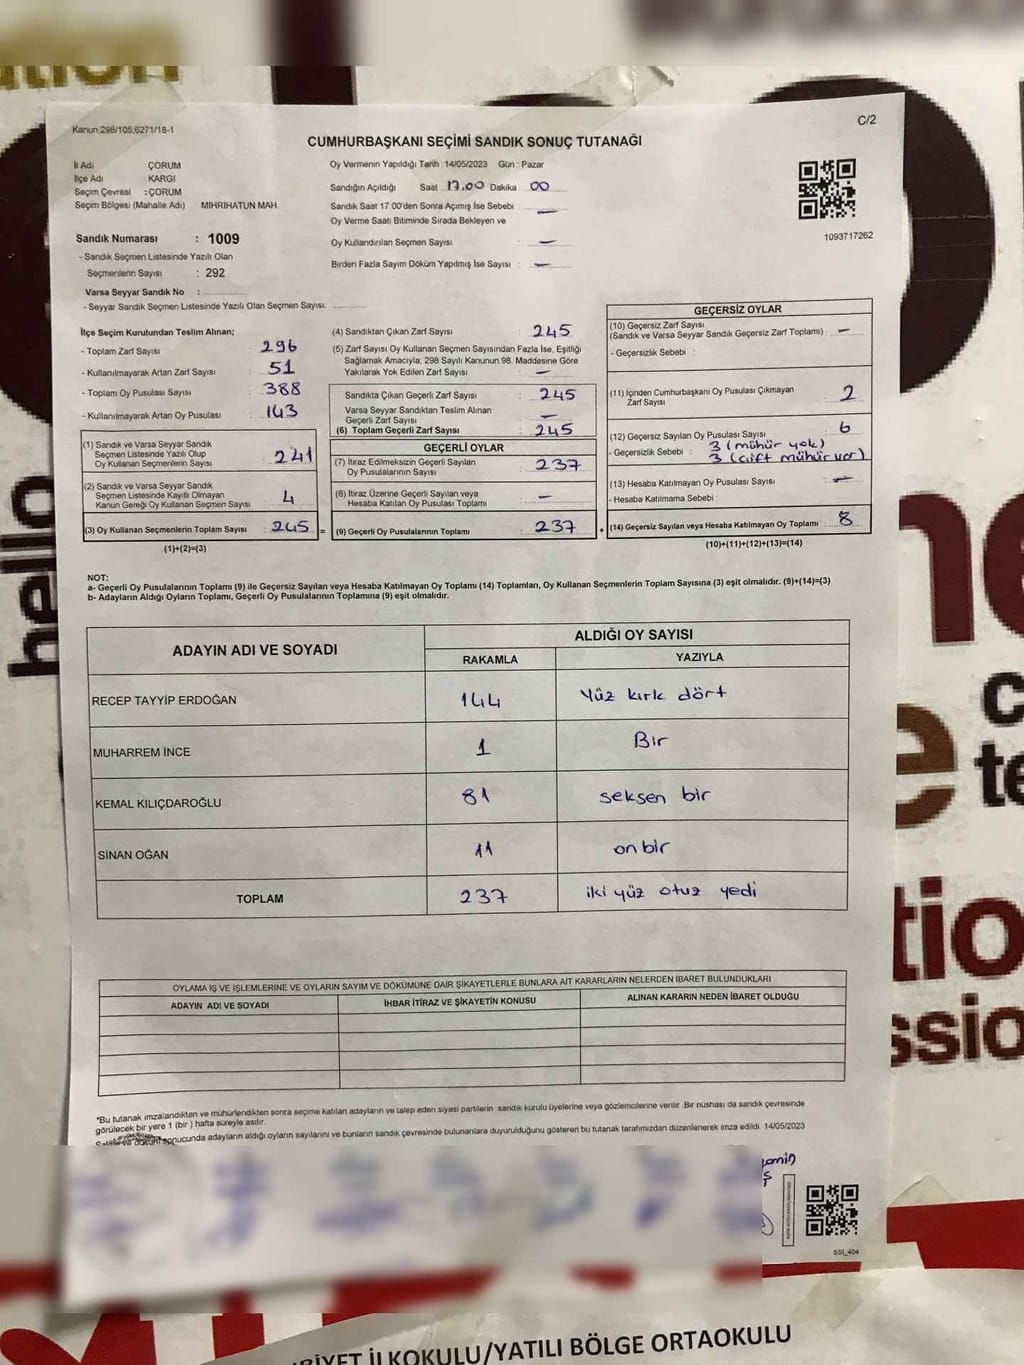 ation
Kanun 298/105,6271/18-1
C/2
CUMHURBAŞKANI SEÇİMİ SANDIK SONUÇ TUTANAĞI
İl Adı ÇORUM
İlçe Adı KARGI
Seçim Çevresi : ÇORUM
Seçim Bölgesi (Mahalle Adı) MİHRİHATUN MAH.
Oy Vermenin Yapıldığı Tarih : 14/05/2023 Gün : Pazar
Sandığın Açıldığı Saat 17.00 Dakika 00
Sandık Saat 17:00'den Sonra Açımış İse Sebebi : —
Oy Verme Saati Bitiminde Sırada Bekleyen ve
Oy Kullandırılan Seçmen Sayısı : —
Birden Fazla Sayım Döküm Yapılmış İse Sayısı : —
1093717262
Sandık Numarası : 1009
- Sandık Seçmen Listesinde Yazılı Olan
Seçmenlerin Sayısı : 292
Varsa Seyyar Sandık No :
- Seyyar Sandık Seçmen Listesinde Yazılı Olan Seçmen Sayısı:
İlçe Seçim Kurulundan Teslim Alınan;
- Toplam Zarf Sayısı : 296
- Kullanılmayarak Artan Zarf Sayısı : 51
- Toplam Oy Pusulası Sayısı : 388
- Kullanılmayarak Artan Oy Pusulası : 143
(1) Sandık ve Varsa Seyyar Sandık
Seçmen Listesinde Yazılı Olup
Oy Kullanan Seçmenlerin Sayısı : 241
(2) Sandık ve Varsa Seyyar Sandık
Seçmen Listesinde Kayıtlı Olmayan
Kanun Gereği Oy Kullanan Seçmen Sayısı : 4
(3) Oy Kullanan Seçmenlerin Toplam Sayısı : 245 =
(1)+(2)=(3)
(4) Sandıktan Çıkan Zarf Sayısı : 245
(5) Zarf Sayısı Oy Kullanan Seçmen Sayısından Fazla İse, Eşitliği
Sağlamak Amacıyla; 298 Sayılı Kanunun 98. Maddesine Göre
Yakılarak Yok Edilen Zarf Sayısı : —
Sandıkta Çıkan Geçerli Zarf Sayısı : 245
Varsa Seyyar Sandıktan Teslim Alınan
Geçerli Zarf Sayısı : —
(6) Toplam Geçerli Zarf Sayısı : 245
GEÇERLİ OYLAR
(7) İtiraz Edilmeksizin Geçerli Sayılan
Oy Pusulalarının Sayısı : 237
(8) İtiraz Üzerine Geçerli Sayılan veya
Hesaba Katılan Oy Pusulası Toplamı : —
(9) Geçerli Oy Pusulalarının Toplamı : 237 +
GEÇERSİZ OYLAR
(10) Geçersiz Zarf Sayısı
(Sandık ve Varsa Seyyar Sandık Geçersiz Zarf Toplamı) : —
- Geçersizlik Sebebi :
(11) İçinden Cumhurbaşkanı Oy Pusulası Çıkmayan
Zarf Sayısı : 2
(12) Geçersiz Sayılan Oy Pusulası Sayısı : 6
- Geçersizlik Sebebi : 3 (mühür yok)
3 (çift mühür var)
(13) Hesaba Katılmayan Oy Pusulası Sayısı : —
- Hesaba Katılmama Sebebi :
(14) Geçersiz Sayılan veya Hesaba Katılmayan Oy Toplamı : 8
(10)+(11)+(12)+(13)=(14)
NOT:
a- Geçerli Oy Pusulalarının Toplamı (9) ile Geçersiz Sayılan veya Hesaba Katılmayan Oy Toplamı (14) Toplamları, Oy Kullanan Seçmenlerin Toplam Sayısına (3) eşit olmalıdır. (9)+(14)=(3)
b- Adayların Aldığı Oyların Toplamı, Geçerli Oy Pusulalarının Toplamına (9) eşit olmalıdır.
ADAYIN ADI VE SOYADI
ALDIĞI OY SAYISI
RAKAMLA YAZIYLA
RECEP TAYYİP ERDOĞAN 144 Yüz kırk dört
MUHARREM İNCE 1 Bir
KEMAL KILIÇDAROĞLU 81 seksen bir
SİNAN OĞAN 11 on bir
TOPLAM 237 iki yüz otuz yedi
OYLAMA İŞ VE İŞLEMLERİNE VE OYLARIN SAYIM VE DÖKÜMÜNE DAİR ŞİKAYETLERLE BUNLARA AİT KARARLARIN NELERDEN İBARET BULUNDUKLARI
ADAYIN ADI VE SOYADI İHBAR İTİRAZ VE ŞİKAYETİN KONUSU ALINAN KARARIN NEDEN İBARET OLDUĞU
*Bu tutanak imzalandıktan ve mühürlendikten sonra seçime katılan adayların ve talep eden siyasi partilerin sandık kurulu üyelerine veya gözlemcilerine verilir. Bir nüshası da sandık çevresinde
görülecek bir yere 1 (bir) hafta süreyle asılır.
sonucunda adayların aldığı oyların sayılarını ve bunların sandık çevresinde bulunanlara duyurulduğunu gösteren bu tutanak tarafımızdan düzenlenerek imza edildi. 14/05/2023
SSI_404
hello
ne
c
e
te
tio
ssio
İLKOKULU/YATILI BÖLGE ORTAOKULU